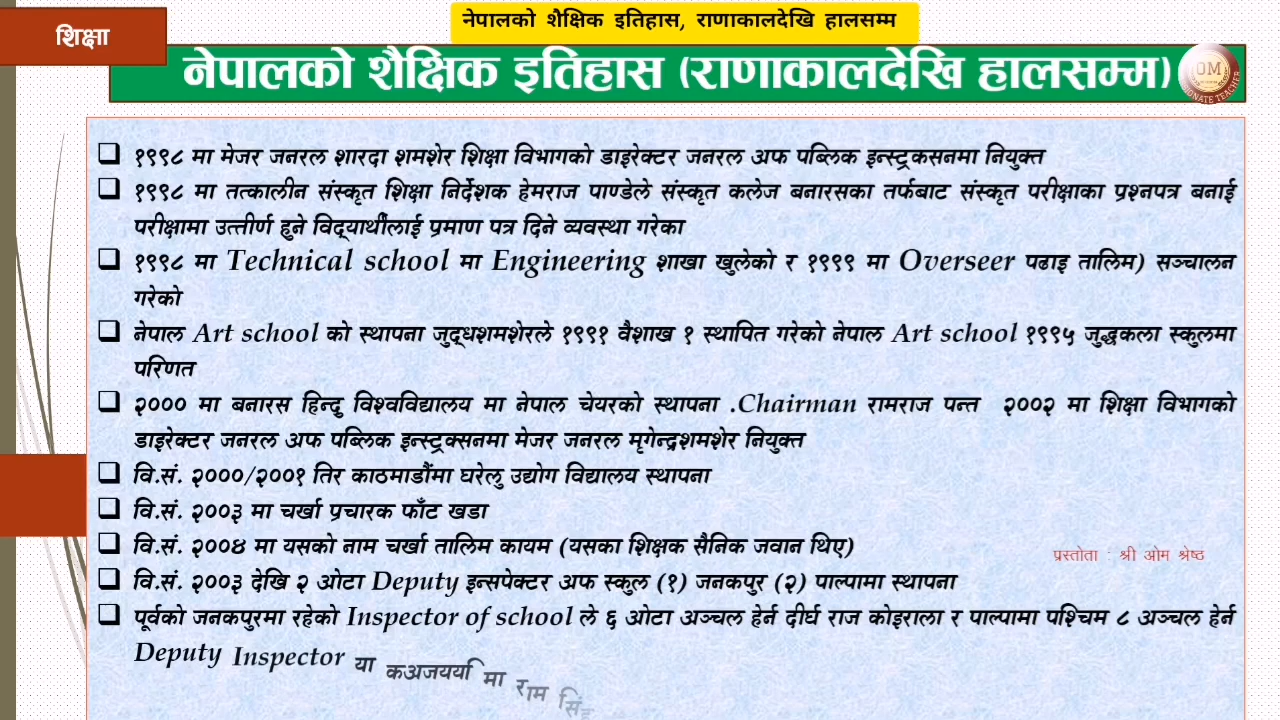 नेपालको शैक्षिक इतिहास, राणाकालदेखि हालसम्म
शिक्षा
नेपालको शैक्षिक इतिहास (राणाकालदेखि हालसम्म)
OM
१९९८ मा मेजर जनरल शारदा शमशेर शिक्षा विभागको डाइरेक्टर जनरल अफ पब्लिक इन्स्ट्रकसनमा नियुक्त
१९९८ मा तत्कालीन संस्कृत शिक्षा निर्देशक हेमराज पाण्डेले संस्कृत कलेज बनारसका तर्फबाट संस्कृत परीक्षाका प्रश्नपत्र बनाई
परीक्षामा उत्तीर्ण हुने विद्यार्थीलाई प्रमाण पत्र दिने व्यवस्था गरेका
१९९८ मा Technical school मा Engineering शाखा खुलेको र १९९९ मा Overseer पढाइ तालिम) सञ्चालन
गरेको
नेपाल Art school को स्थापना जुद्धशमशेरले १९९१ वैशाख १ स्थापित गरेको नेपाल Art school १९९५ जुद्धकला स्कुलमा
परिणत
२००० मा बनारस हिन्दु विश्वविद्यालय मा नेपाल चेयरको स्थापना .Chairman रामराज पन्त २००२ मा शिक्षा विभागको
डाइरेक्टर जनरल अफ पब्लिक इन्स्ट्रक्सनमा मेजर जनरल मृगेन्द्रशमशेर नियुक्त
वि.सं. २०००/२००१ तिर काठमाडौंमा घरेलु उद्योग विद्यालय स्थापना
वि.सं. २००३ मा चर्खा प्रचारक फाँट खडा
वि.सं. २००४ मा यसको नाम चर्खा तालिम कायम (यसका शिक्षक सैनिक जवान थिए)
प्रस्तोता : श्री ओम श्रेष्ठ
वि.सं. २००३ देखि २ ओटा Deputy इन्सपेक्टर अफ स्कुल (१) जनकपुर (२) पाल्पामा स्थापना
पूर्वको जनकपुरमा रहेको Inspector of school ले ६ ओटा अञ्चल हेर्न दीर्घ राज कोइराला र पाल्पामा पश्चिम ८ अञ्चल हेर्न
Deputy Inspector या मा राम सिंह